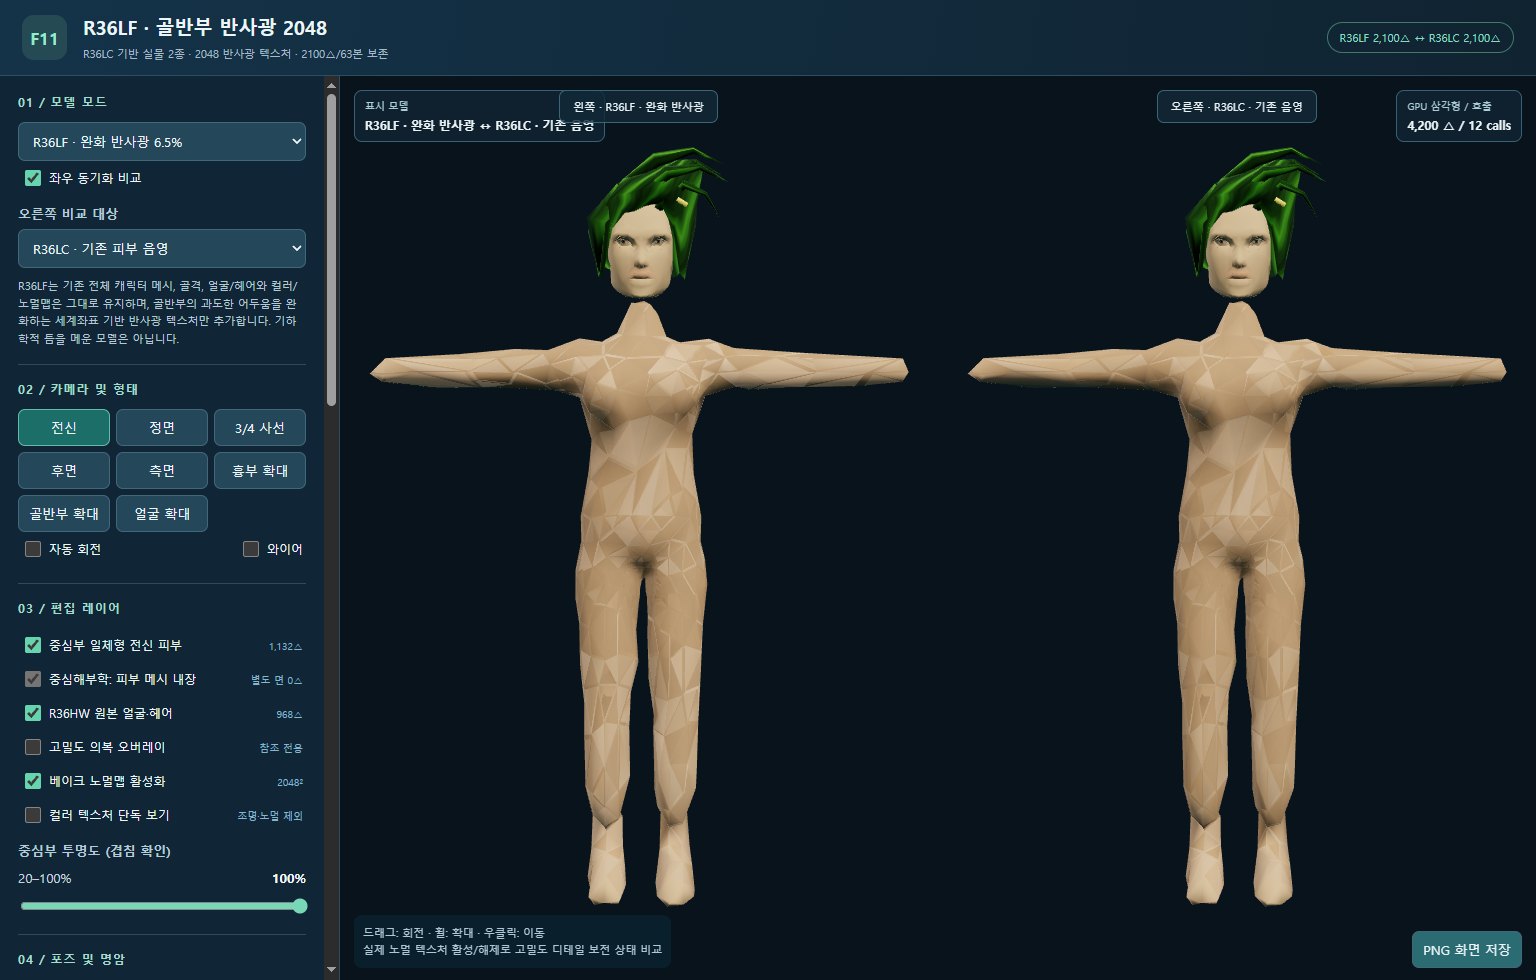 F11
R36LF · 골반부 반사광 2048
R36LC 기반 실물 2종 · 2048 반사광 텍스처 · 2100△/63본 보존
R36LF 2,100△ ↔ R36LC 2,100△
01 / 모델 모드
R36LF · 완화 반사광 6.5%
좌우 동기화 비교
오른쪽 비교 대상
R36LC · 기존 피부 음영
R36LF는 기존 전체 캐릭터 메시, 골격, 얼굴/헤어와 컬러/
노멀맵은 그대로 유지하며, 골반부의 과도한 어두움을 완
화하는 세계좌표 기반 반사광 텍스처만 추가합니다. 기하
학적 틈을 메운 모델은 아닙니다.
02 / 카메라 및 형태
전신
정면
3/4 사선
후면
측면
흉부 확대
골반부 확대
얼굴 확대
자동 회전
와이어
03 / 편집 레이어
중심부 일체형 전신 피부
1,132△
중심해부학: 피부 메시 내장
별도 면 0△
R36HW 원본 얼굴·헤어
968△
고밀도 의복 오버레이
참조 전용
베이크 노멀맵 활성화
2048²
컬러 텍스처 단독 보기
조명·노멀 제외
중심부 투명도 (겹침 확인)
20–100%
100%
04 / 포즈 및 명암
표시 모델
R36LF · 완화 반사광 ↔ R36LC · 기존 음영
왼쪽 · R36LF · 완화 반사광
오른쪽 · R36LC · 기존 음영
GPU 삼각형 / 호출
4,200 △ / 12 calls
드래그: 회전 · 휠: 확대 · 우클릭: 이동
실제 노멀 텍스처 활성/해제로 고밀도 디테일 보전 상태 비교
PNG 화면 저장